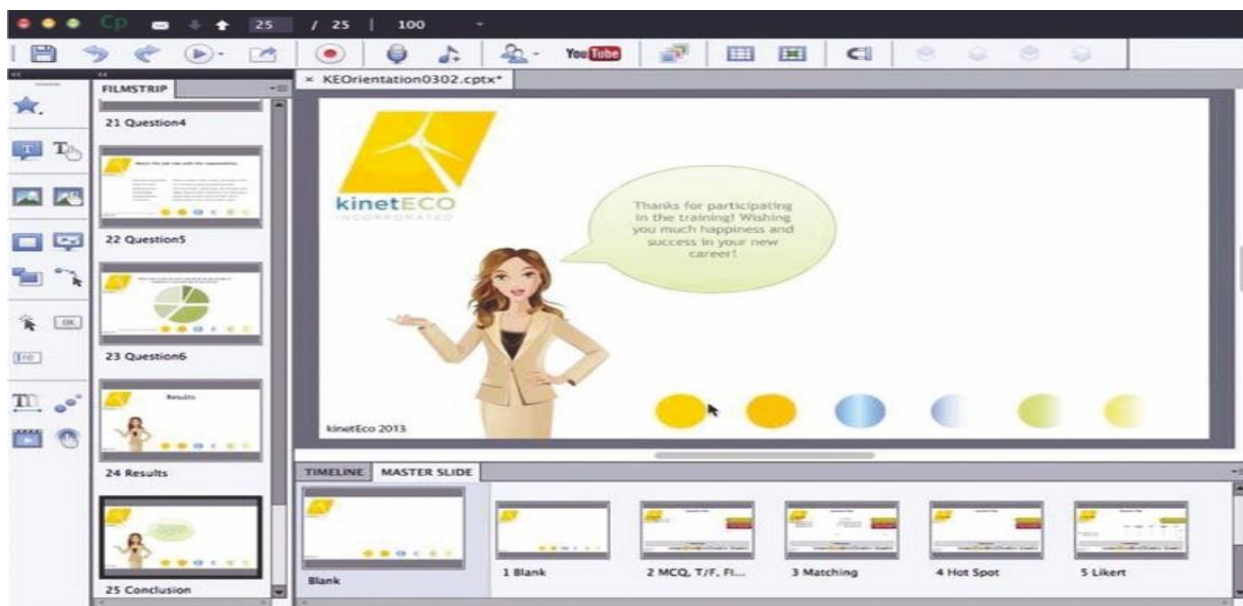 Cp 25 / 25 100
YouTube
FILMSTRIP
× KEOrientation0302.cptx*
21 Question4
22 Question5
23 Question6
Results
24 Results
25 Conclusion
kinetECO
INCORPORATED
Thanks for participating
in the training! Wishing
you much happiness and
success in your new
career!
kinetEco 2013
TIMELINE MASTER SLIDE
Blank
1 Blank
2 MCQ, T/F, FI...
3 Matching
4 Hot Spot
5 Likert